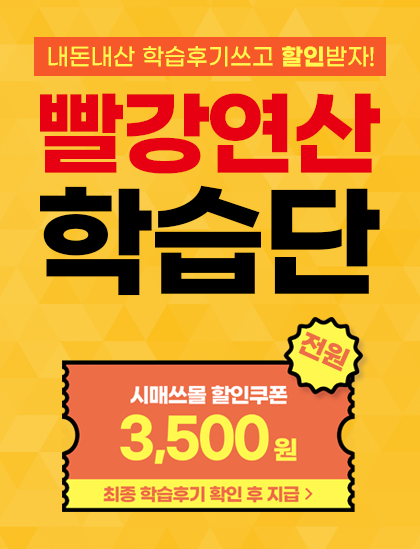 내돈내산 학습후기쓰고 할인받자!
빨강연산
학습단
전원
시매쓰몰 할인쿠폰
3,500원
최종 학습후기 확인 후 지급 >